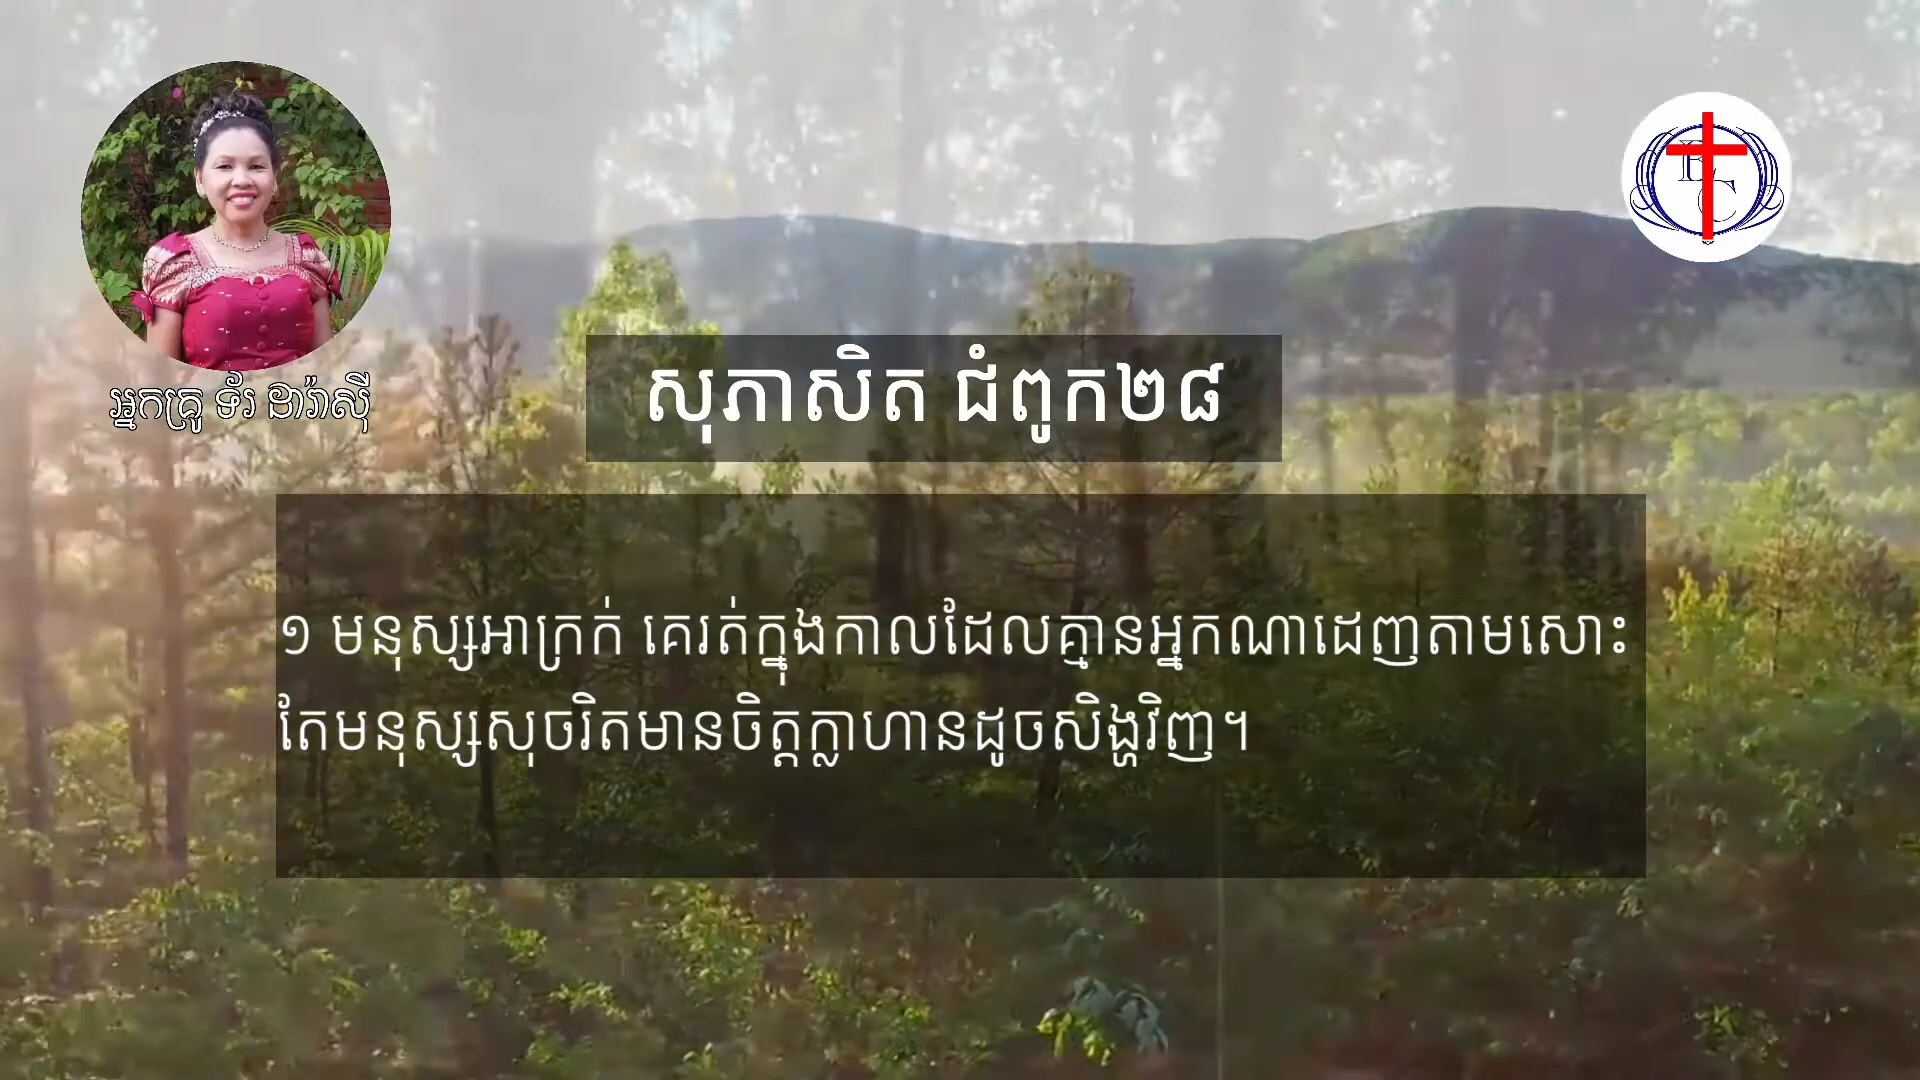 អ្នកគ្រូ ទ័រ ដារ៉ាស៊ី
E
C
សុភាសិត ជំពូក២៨
១ មនុស្សអាក្រក់ គេរត់ក្នុងកាលដែលគ្មានអ្នកណាដេញតាមសោះ
តែមនុស្សសុចរិតមានចិត្តក្លាហានដូចសិង្ហវិញ។